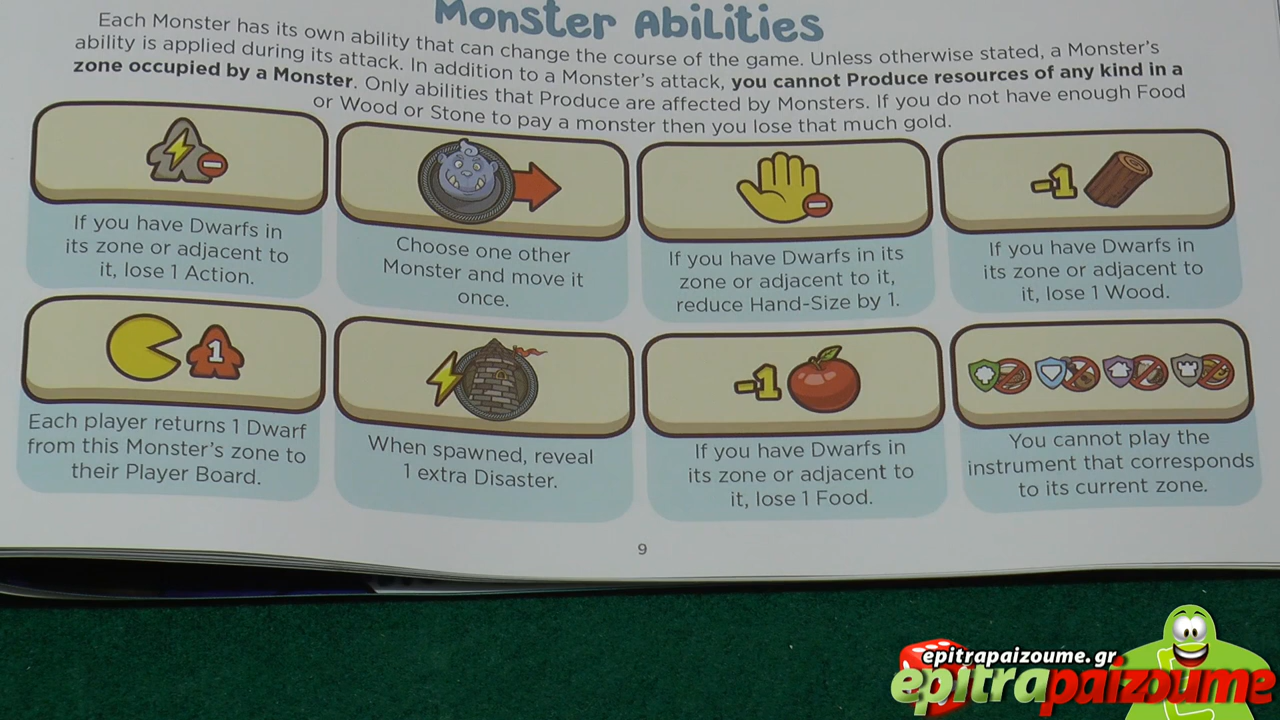 Monster Abilities
Each Monster has its own ability that can change the course of the game. Unless otherwise stated, a Monster's
ability is applied during its attack. In addition to a Monster's attack, you cannot Produce resources of any kind in a
zone occupied by a Monster. Only abilities that Produce are affected by Monsters. If you do not have enough Food
or Wood or Stone to pay a monster then you lose that much gold.
If you have Dwarfs in
its zone or adjacent to
it, lose 1 Action.
Choose one other
Monster and move it
once.
If you have Dwarfs in its
zone or adjacent to it,
reduce Hand-Size by 1.
-1
If you have Dwarfs in
its zone or adjacent to
it, lose 1 Wood.
1
Each player returns 1 Dwarf
from this Monster's zone to
their Player Board.
When spawned, reveal
1 extra Disaster.
-1
If you have Dwarfs in
its zone or adjacent to
it, lose 1 Food.
You cannot play the
instrument that corresponds
to its current zone.
9
epitrapaizoume.gr
epitrapaizoume